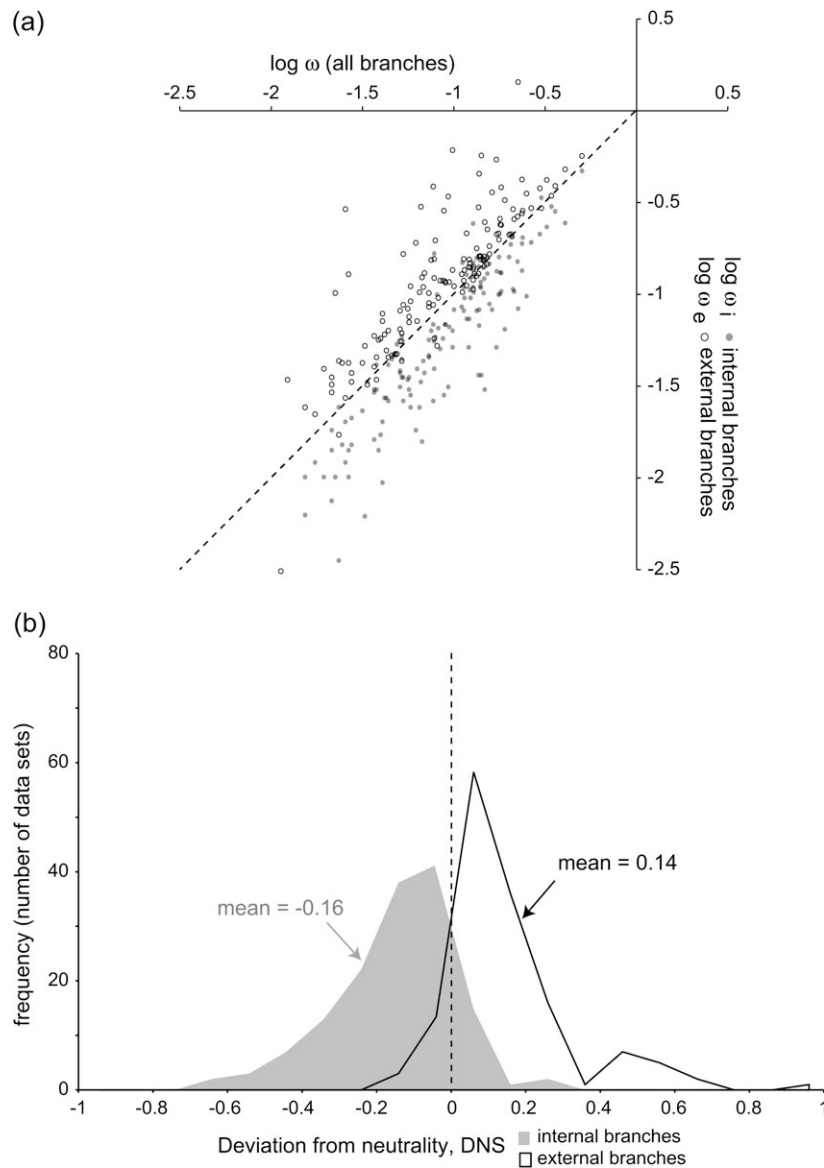 (a)
0.5
log ω (all branches)
-2.5 -2 -1.5 -1 -0.5 0.5
-0.5
-1
-1.5
-2
-2.5
log ω i internal branches
log ω e external branches
(b)
80
60
40
20
0
frequency (number of data sets)
mean = -0.16
mean = 0.14
-1 -0.8 -0.6 -0.4 -0.2 0 0.2 0.4 0.6 0.8 1
Deviation from neutrality, DNS
internal branches
external branches